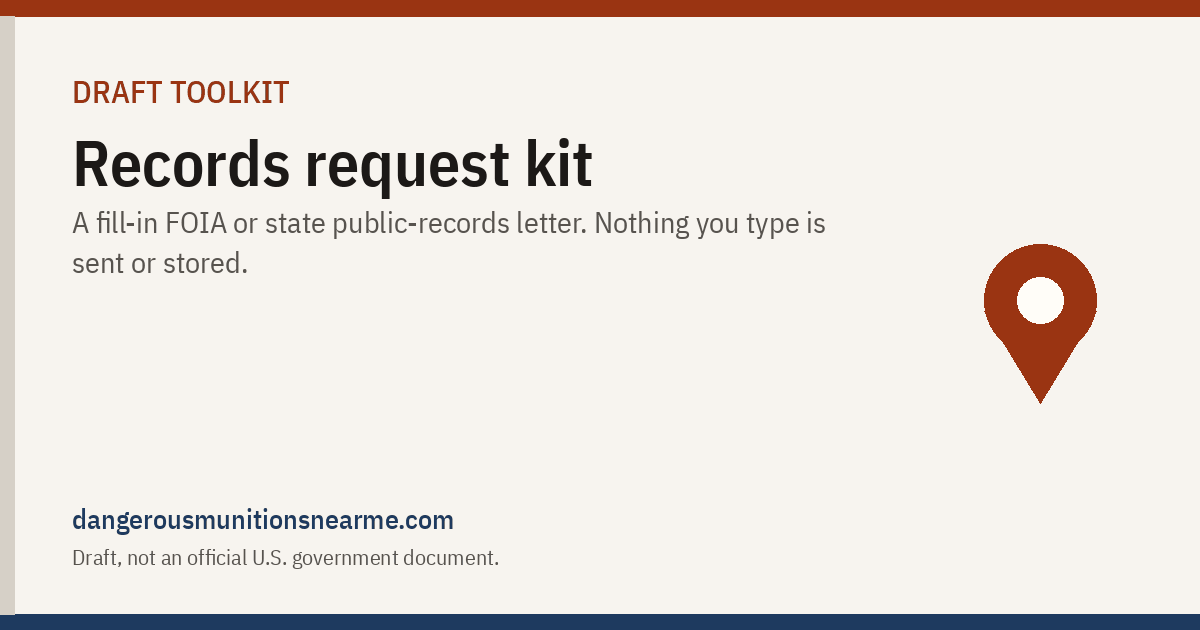 DRAFT TOOLKIT
Records request kit
A fill-in FOIA or state public-records letter. Nothing you type is
sent or stored.
dangerousmunitionsnearme.com
Draft, not an official U.S. government document.